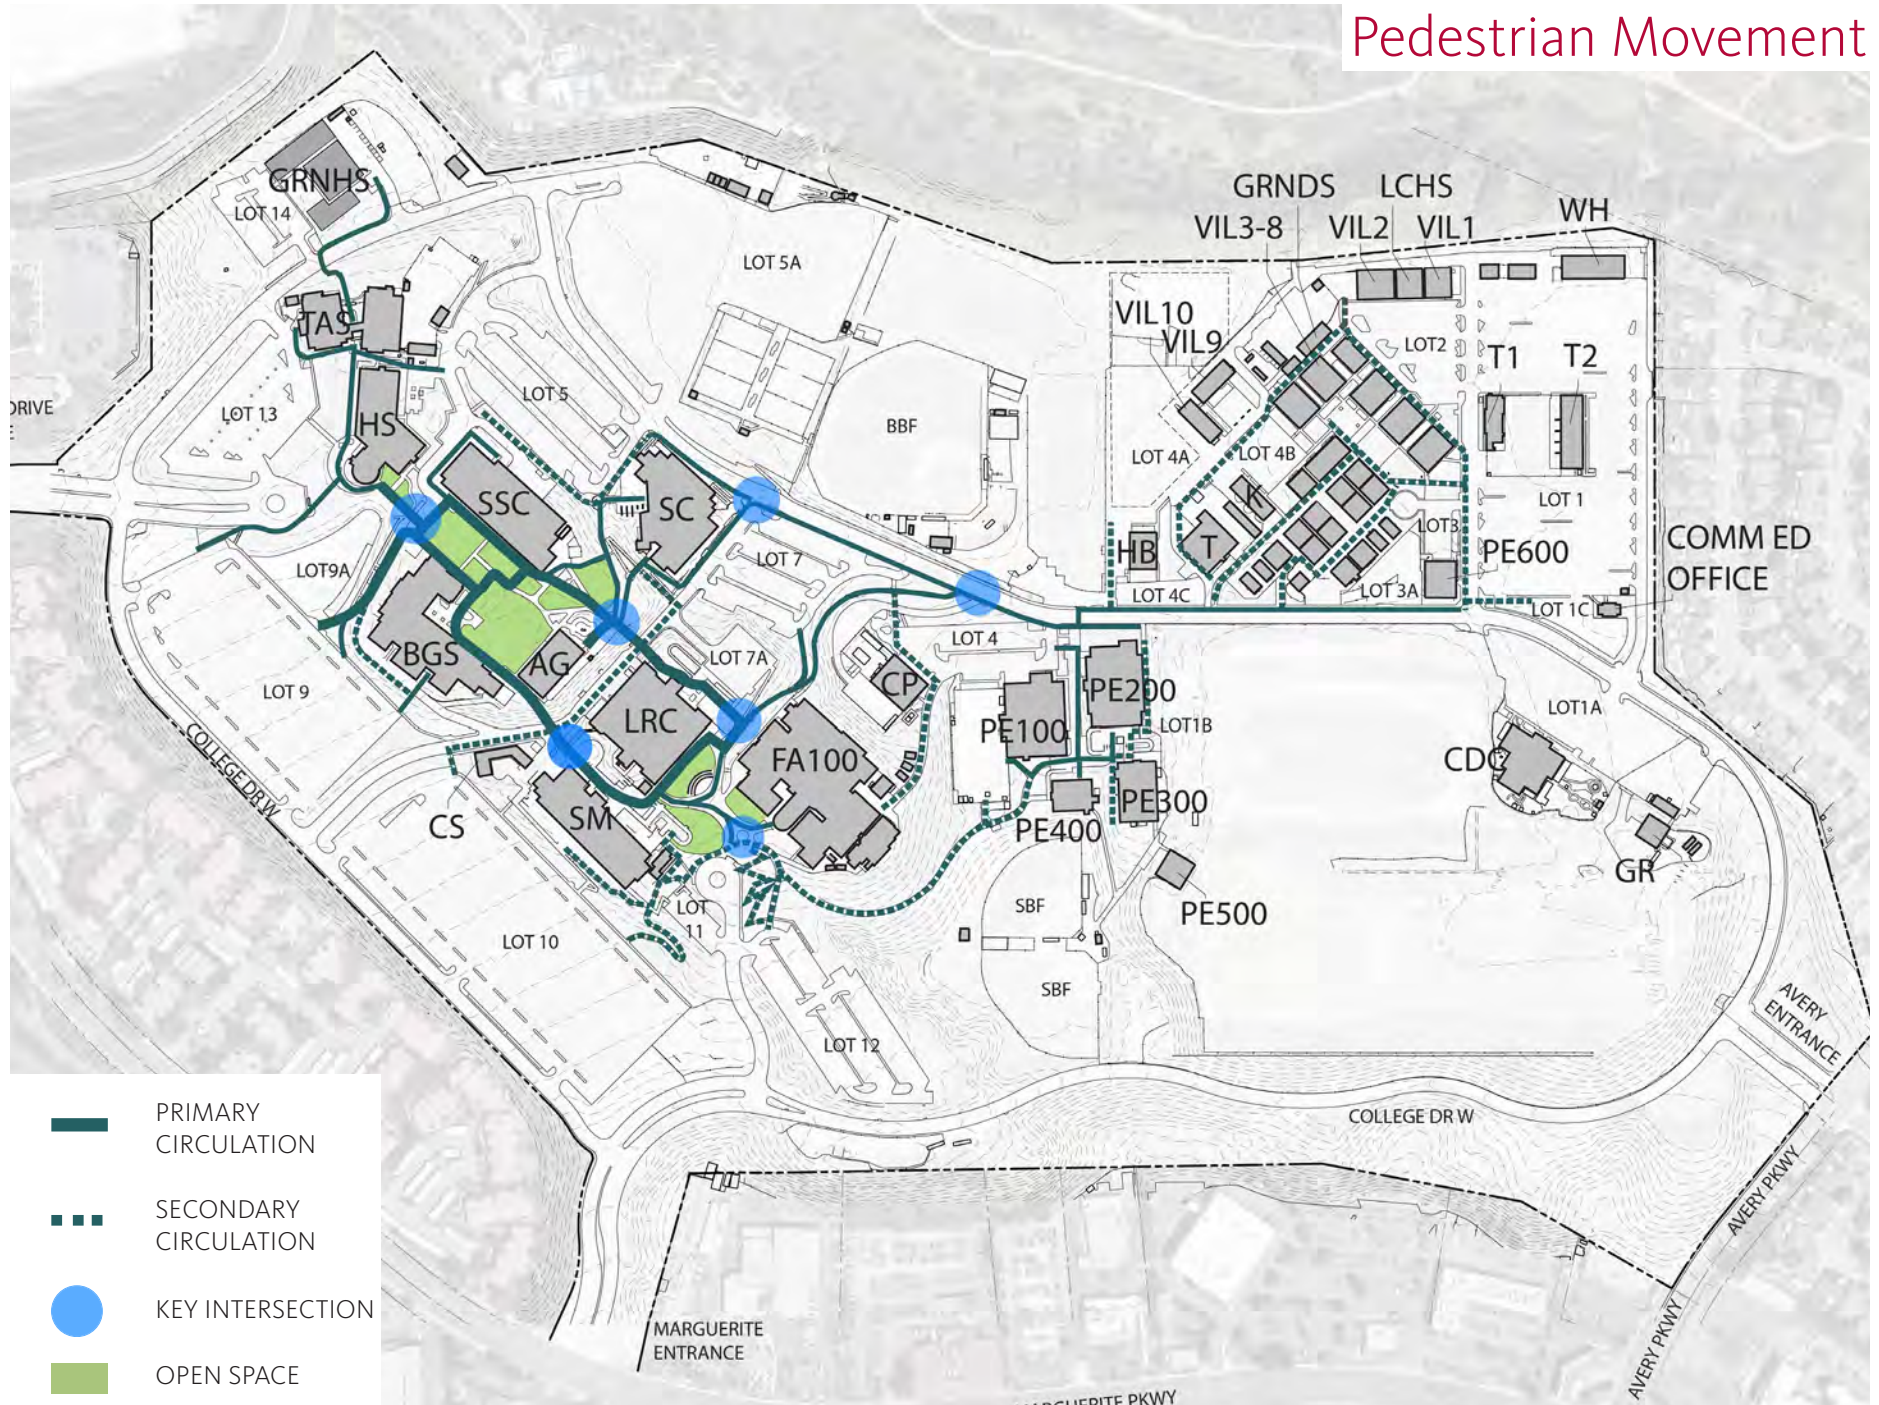 Pedestrian Movement
GRNDS
LCHS
VIL3-8
VIL2
VIL1
WH
GRNHS
LOT 14
LOT 5A
VIL10
VIL9
TAS
LOT2
T1
T2
LOT 5
DRIVE
LOT 13
HS
BBF
LOT 4A
LOT 4B
SSC
SC
K
LOT 1
LOT3
COMM ED
OFFICE
HB
T
PE600
LOT 7
LOT9A
LOT 4C
LOT 3A
LOT 1C
LOT 4
BGS
AG
LOT 7A
CP
PE200
LOT 9
LRC
PE100
LOT1B
LOT1A
COLLEGE DR W
FA100
CDC
CS
SM
PE300
PE400
GR
LOT
11
SBF
PE500
LOT 10
SBF
AVERY
ENTRANCE
LOT 12
COLLEGE DR W
AVERY PKWY
AVERY PKWY
MARGUERITE
ENTRANCE
MARGUERITE PKWY
PRIMARY
CIRCULATION
SECONDARY
CIRCULATION
KEY INTERSECTION
OPEN SPACE